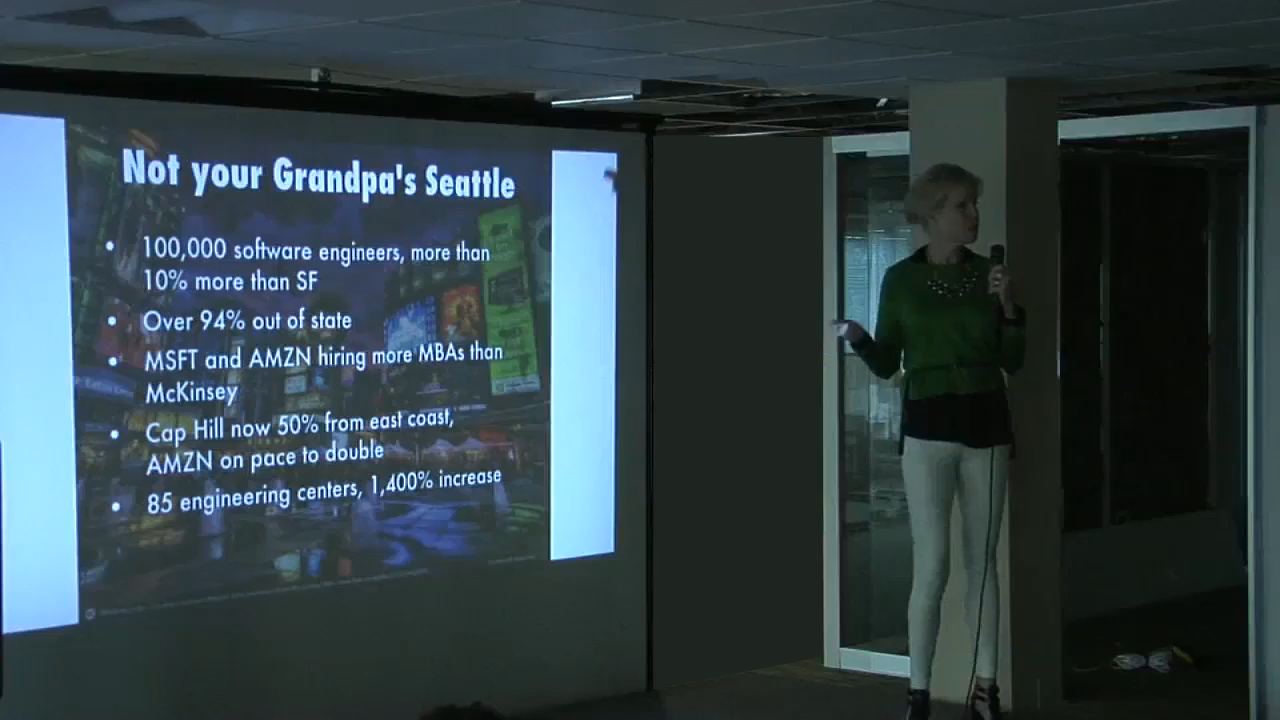 Not your Grandpa's Seattle
• 100,000 software engineers, more than
10% more than SF
• Over 94% out of state
• MSFT and AMZN hiring more MBAs than
McKinsey
• Cap Hill now 50% from east coast,
AMZN on pace to double
• 85 engineering centers, 1,400% increase